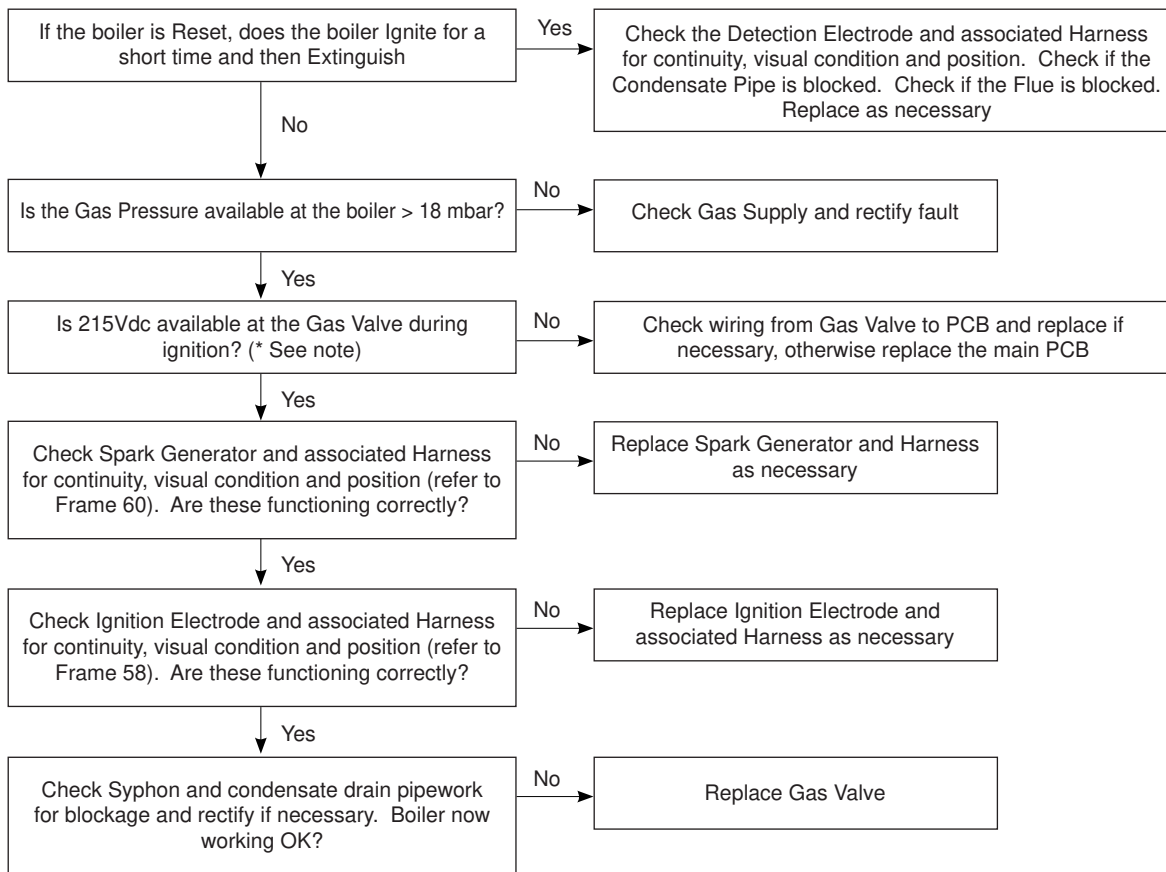 If the boiler is Reset, does the boiler Ignite for a
short time and then Extinguish
Yes
Check the Detection Electrode and associated Harness
for continuity, visual condition and position.  Check if the
Condensate Pipe is blocked.  Check if the Flue is blocked.
Replace as necessary
No
Is the Gas Pressure available at the boiler > 18 mbar?
No
Check Gas Supply and rectify fault
Yes
Is 215Vdc available at the Gas Valve during
ignition? (* See note)
No
Check wiring from Gas Valve to PCB and replace if
necessary, otherwise replace the main PCB
Yes
Check Spark Generator and associated Harness
for continuity, visual condition and position (refer to
Frame 60).  Are these functioning correctly?
No
Replace Spark Generator and Harness
as necessary
Yes
Check Ignition Electrode and associated Harness
for continuity, visual condition and position (refer to
Frame 58).  Are these functioning correctly?
No
Replace Ignition Electrode and
associated Harness as necessary
Yes
Check Syphon and condensate drain pipework
for blockage and rectify if necessary.  Boiler now
working OK?
No
Replace Gas Valve